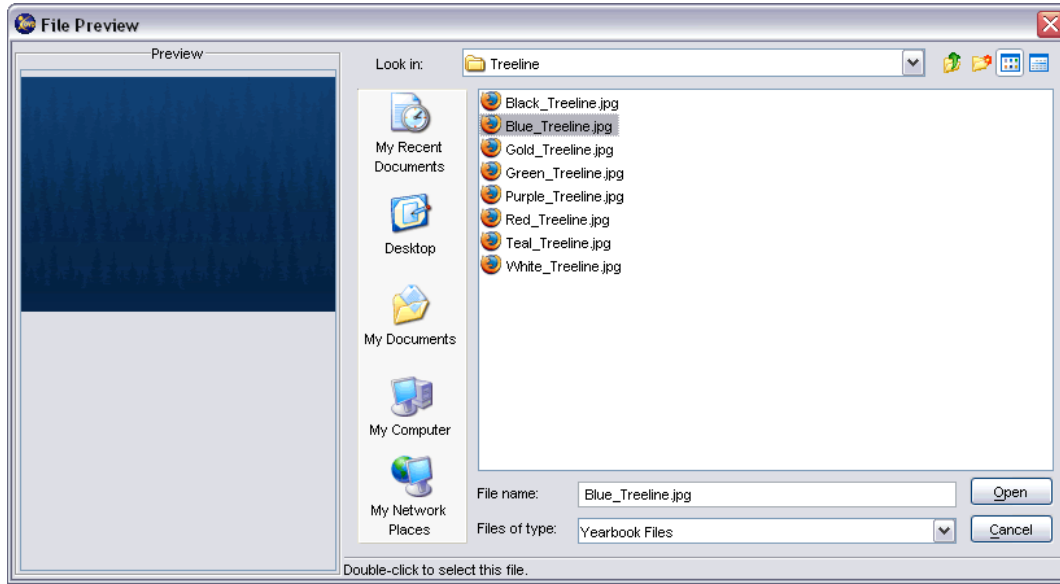 File Preview
Preview
Look in:
Treeline
My Recent
Documents
Desktop
My Documents
My Computer
My Network
Places
Black_Treeline.jpg
Blue_Treeline.jpg
Gold_Treeline.jpg
Green_Treeline.jpg
Purple_Treeline.jpg
Red_Treeline.jpg
Teal_Treeline.jpg
White_Treeline.jpg
File name:
Blue_Treeline.jpg
Open
Files of type:
Yearbook Files
Cancel
Double-click to select this file.